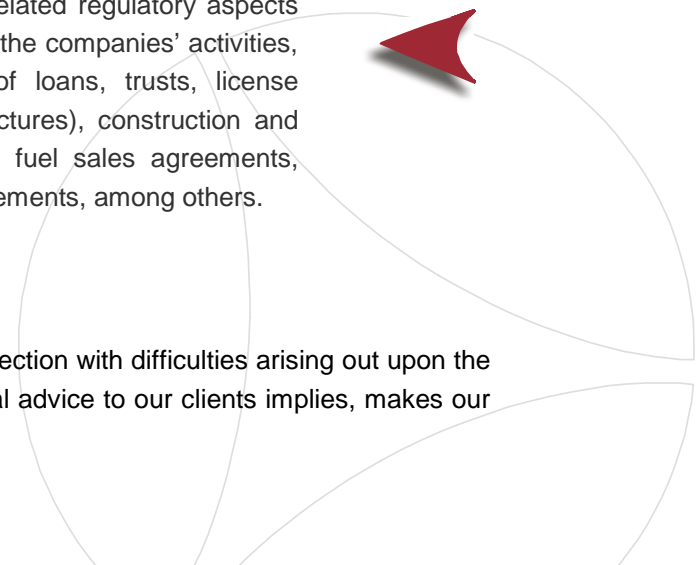 elated regulatory aspects
the companies' activities,
of loans, trusts, license
ctures), construction and
fuel sales agreements,
ements, among others.
ection with difficulties arising out upon the
al advice to our clients implies, makes our